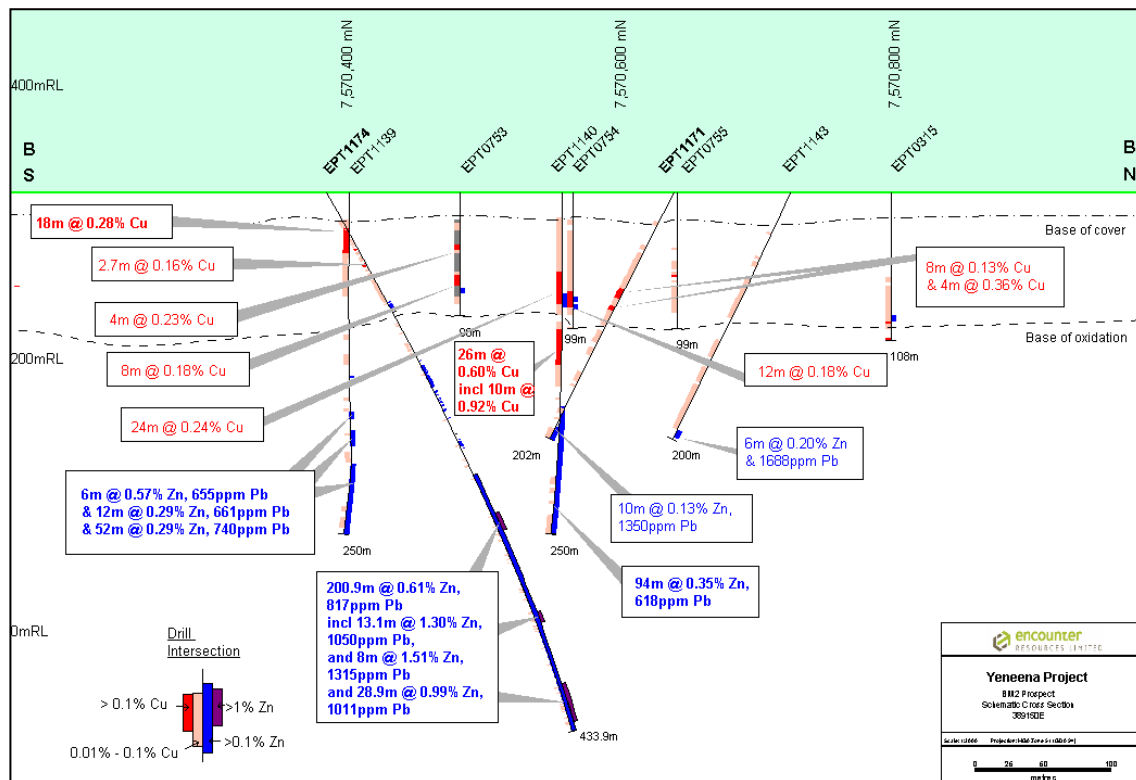 7,570,400 mN
7,570,600 mN
7,570,800 mN
400mRL
B
S
EPT1174
EPT1139
EPT0753
EPT1140
EPT0754
EPT1171
EPT0755
EPT1143
EPT0315
B
N
18m @ 0.28% Cu
Base of cover
2.7m @ 0.16% Cu
8m @ 0.13% Cu
& 4m @ 0.36% Cu
4m @ 0.23% Cu
99m
99m
Base of oxidation
108m
200mRL
8m @ 0.18% Cu
26m @
0.60% Cu
incl 10m @
0.92% Cu
12m @ 0.18% Cu
24m @ 0.24% Cu
202m
200m
6m @ 0.20% Zn
& 1688ppm Pb
6m @ 0.57% Zn, 655ppm Pb
& 12m @ 0.29% Zn, 661ppm Pb
& 52m @ 0.29% Zn, 740ppm Pb
10m @ 0.13% Zn,
1350ppm Pb
250m
250m
94m @ 0.35% Zn,
618ppm Pb
200.9m @ 0.61% Zn,
817ppm Pb
incl 13.1m @ 1.30% Zn,
1050ppm Pb,
and 8m @ 1.51% Zn,
1315ppm Pb
and 28.9m @ 0.99% Zn,
1011ppm Pb
0mRL
Drill
Intersection
> 0.1% Cu
>1% Zn
0.01% - 0.1% Cu
>0.1% Zn
433.9m
encounter
RESOURCES LIMITED
Yeneena Project
BM2 Prospect
Schematic Cross Section
389150E
0 25 50 100
metres